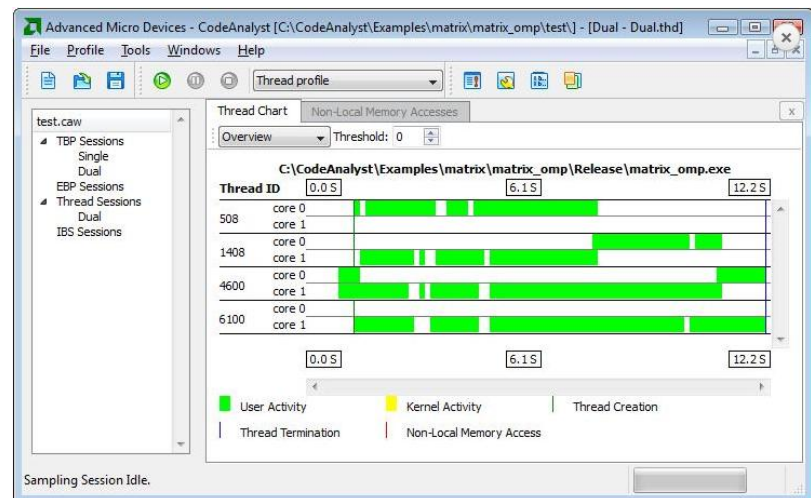 Advanced Micro Devices - CodeAnalyst [C:\CodeAnalyst\Examples\matrix\matrix_omp\test\] - [Dual - Dual.thd]
File Profile Tools Windows Help
Thread profile
test.caw
TBP Sessions
Single
Dual
EBP Sessions
Thread Sessions
Dual
IBS Sessions
Thread Chart Non-Local Memory Accesses
Overview Threshold: 0
C:\CodeAnalyst\Examples\matrix\matrix_omp\Release\matrix_omp.exe
Thread ID 0.0 S 6.1 S 12.2 S
508 core 0
core 1
1408 core 0
core 1
4600 core 0
core 1
6100 core 0
core 1
0.0 S 6.1 S 12.2 S
User Activity Kernel Activity Thread Creation
Thread Termination Non-Local Memory Access
Sampling Session Idle.